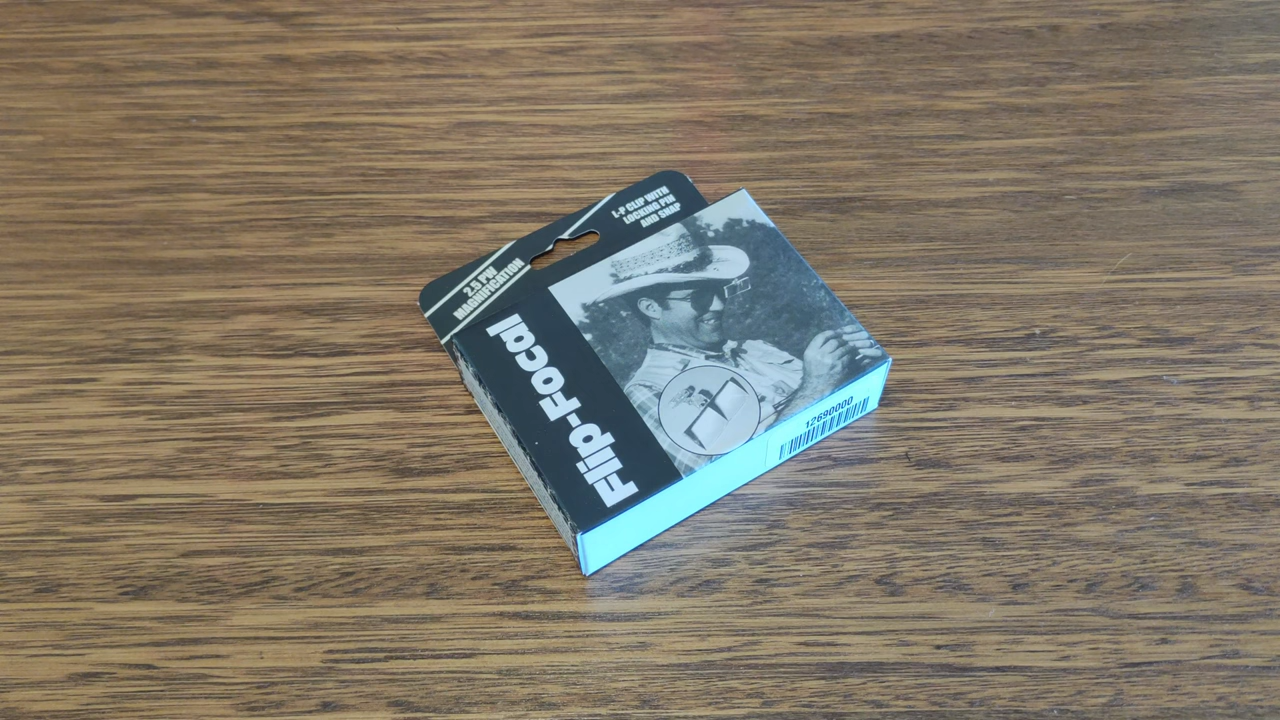 2.5 PW
MAGNIFICATION
L-P CLIP WITH
LOCKING PIN
AND SNAP
Flip-Focal
12690000